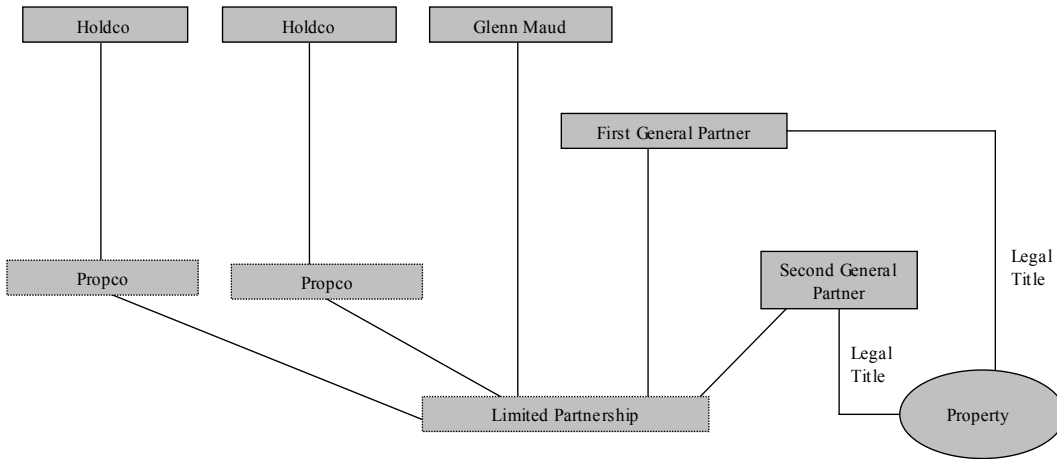 Holdco
Holdco
Glenn Maud
First General Partner
Legal
Title
Second General
Partner
Propco
Propco
Legal
Title
Limited Partnership
Property